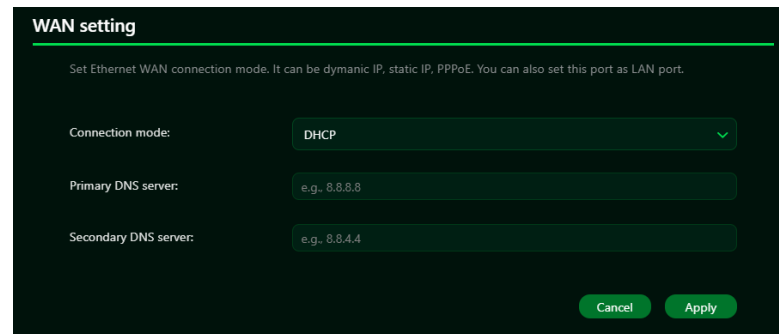 WAN setting
Set Ethernet WAN connection mode. It can be dymanic IP, static IP, PPPoE. You can also set this port as LAN port.
Connection mode:
DHCP
Primary DNS server:
e.g., 8.8.8.8
Secondary DNS server:
e.g., 8.8.4.4
Cancel
Apply